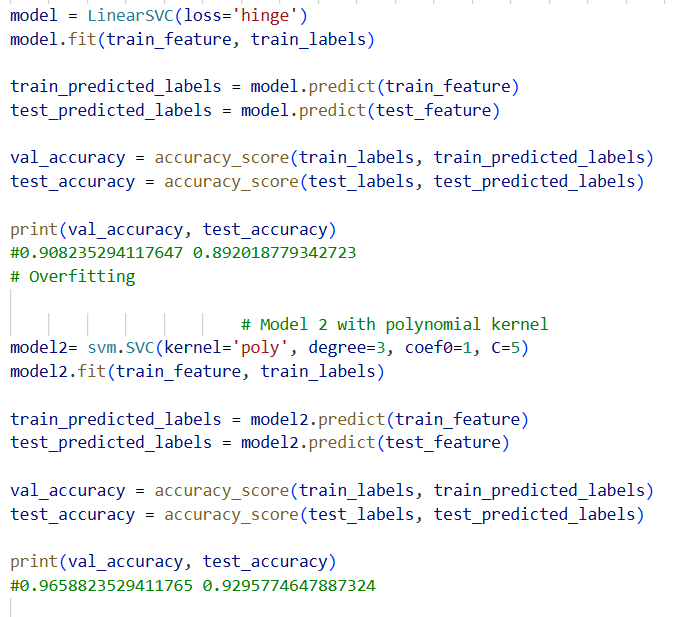 model = LinearSVC(loss='hinge')
model.fit(train_feature, train_labels)
train_predicted_labels = model.predict(train_feature)
test_predicted_labels = model.predict(test_feature)
val_accuracy = accuracy_score(train_labels, train_predicted_labels)
test_accuracy = accuracy_score(test_labels, test_predicted_labels)
print(val_accuracy, test_accuracy)
#0.908235294117647 0.892018779342723
# Overfitting
# Model 2 with polynomial kernel
model2= svm.SVC(kernel='poly', degree=3, coef0=1, C=5)
model2.fit(train_feature, train_labels)
train_predicted_labels = model2.predict(train_feature)
test_predicted_labels = model2.predict(test_feature)
val_accuracy = accuracy_score(train_labels, train_predicted_labels)
test_accuracy = accuracy_score(test_labels, test_predicted_labels)
print(val_accuracy, test_accuracy)
#0.9658823529411765 0.9295774647887324